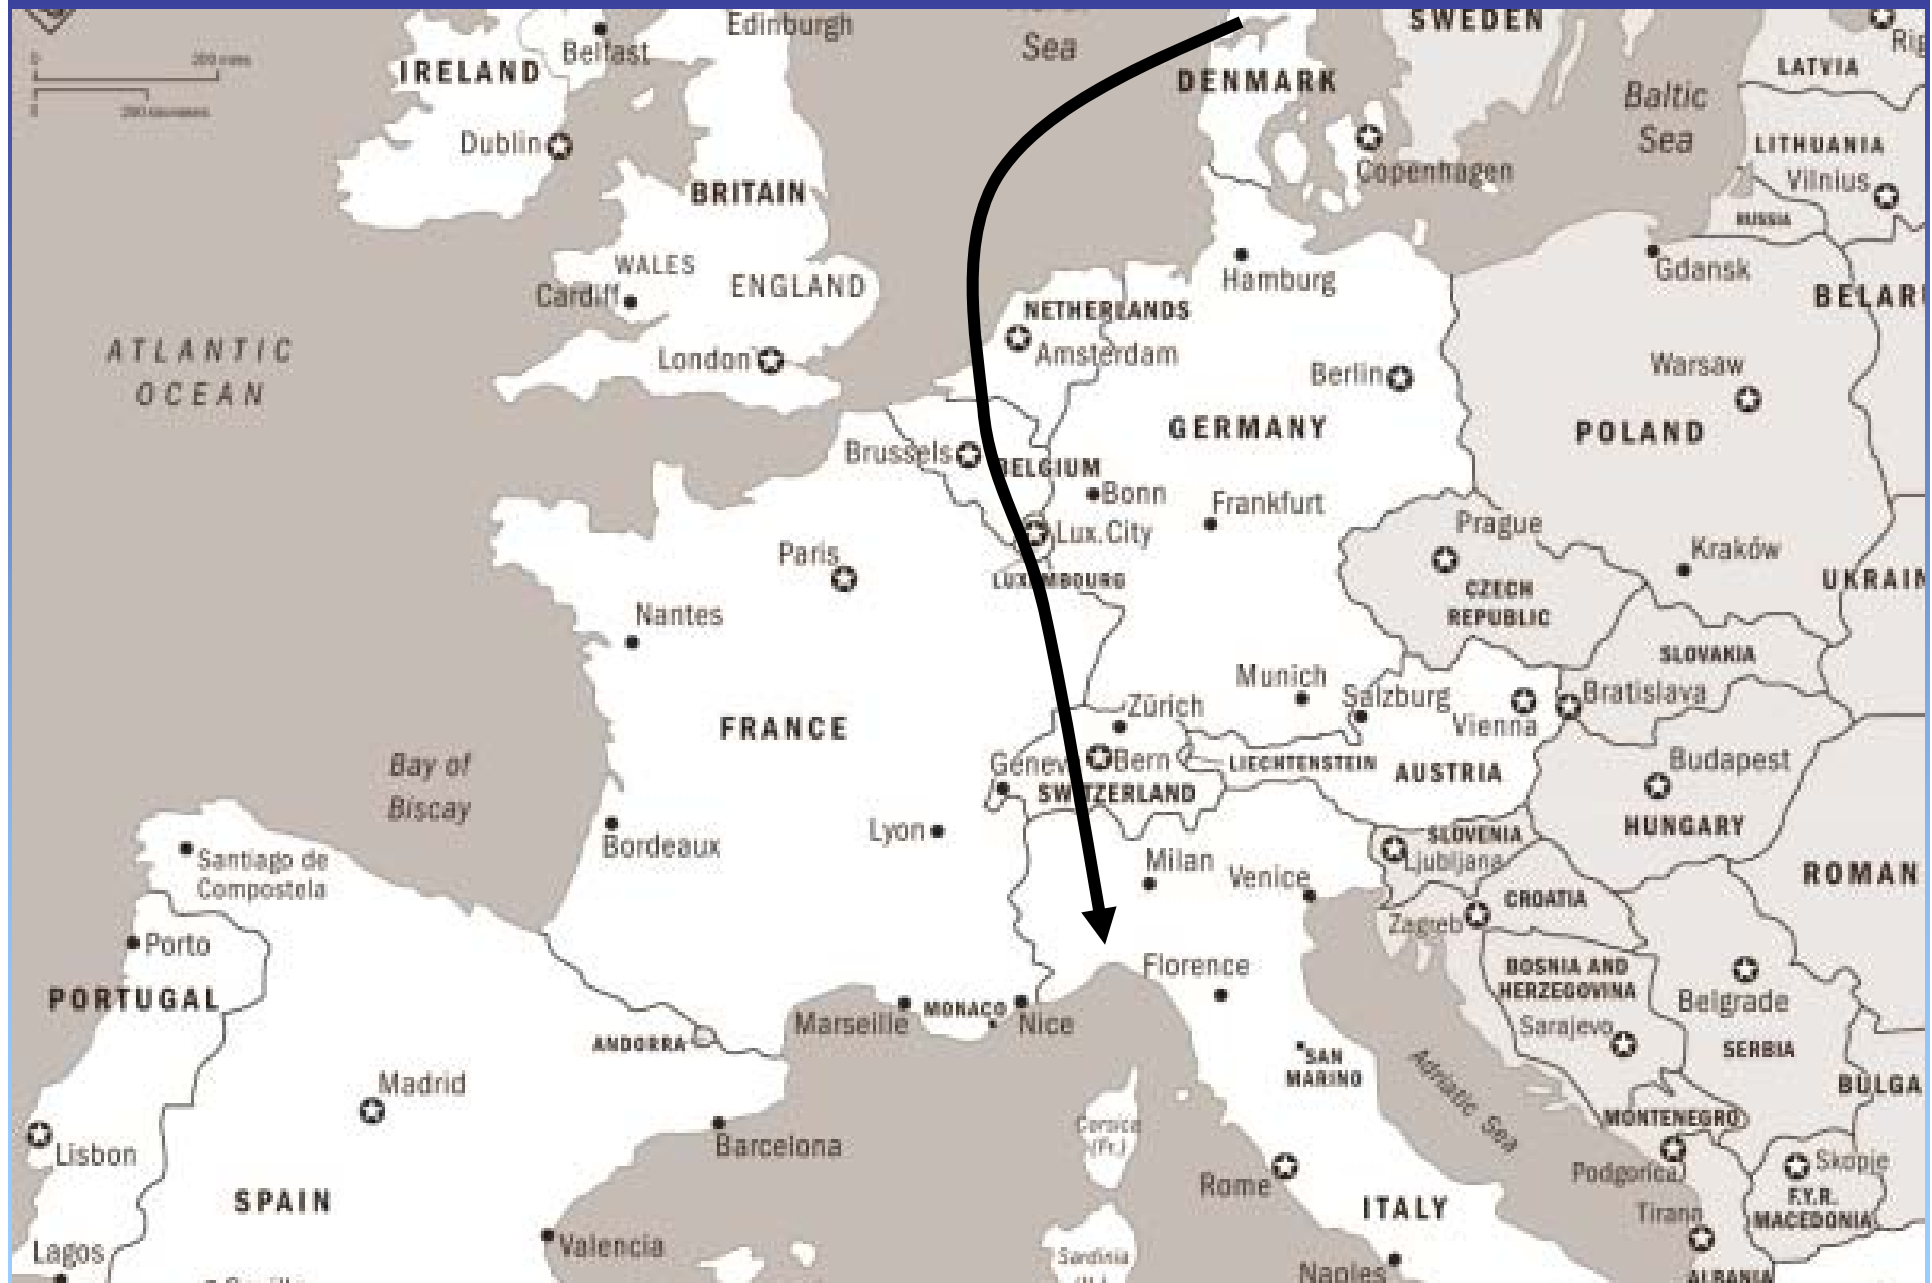 Edinburgh
SWEDEN
Belfast
Sea
IRELAND
LATVIA
DENMARK
Baltic
Sea
Dublin
LITHUANIA
Copenhagen
Vilnius
BRITAIN
RUSSIA
WALES
ENGLAND
Cardiff
Hamburg
Gdansk
NETHERLANDS
ATLANTIC
OCEAN
London
Amsterdam
Berlin
Warsaw
GERMANY
POLAND
Brussels
BELGIUM
Bonn
Frankfurt
Prague
Lux.City
Paris
Kraków
LUXEMBOURG
CZECH
REPUBLIC
Nantes
SLOVAKIA
Munich
Salzburg
Bratislava
Zürich
Vienna
FRANCE
Bay of
Biscay
Genev
Bern
LIECHTENSTEIN
AUSTRIA
Budapest
SWITZERLAND
HUNGARY
Lyon
Bordeaux
SLOVENIA
Ljubljana
Milan
Venice
Santiago de
Compostela
CROATIA
Zagreb
Porto
Florence
BOSNIA AND
HERZEGOVINA
PORTUGAL
MONACO
Marseille
Nice
Belgrade
Sarajevo
ANDORRA
SAN
MARINO
SERBIA
Adriatic Sea
Madrid
MONTENEGRO
Corsica
(Fr.)
Barcelona
Lisbon
Podgorica
Skopje
Rome
SPAIN
ITALY
F.Y.R.
MACEDONIA
Tirana
Valencia
Lagos
Sardinia
Naples
ALBANIA